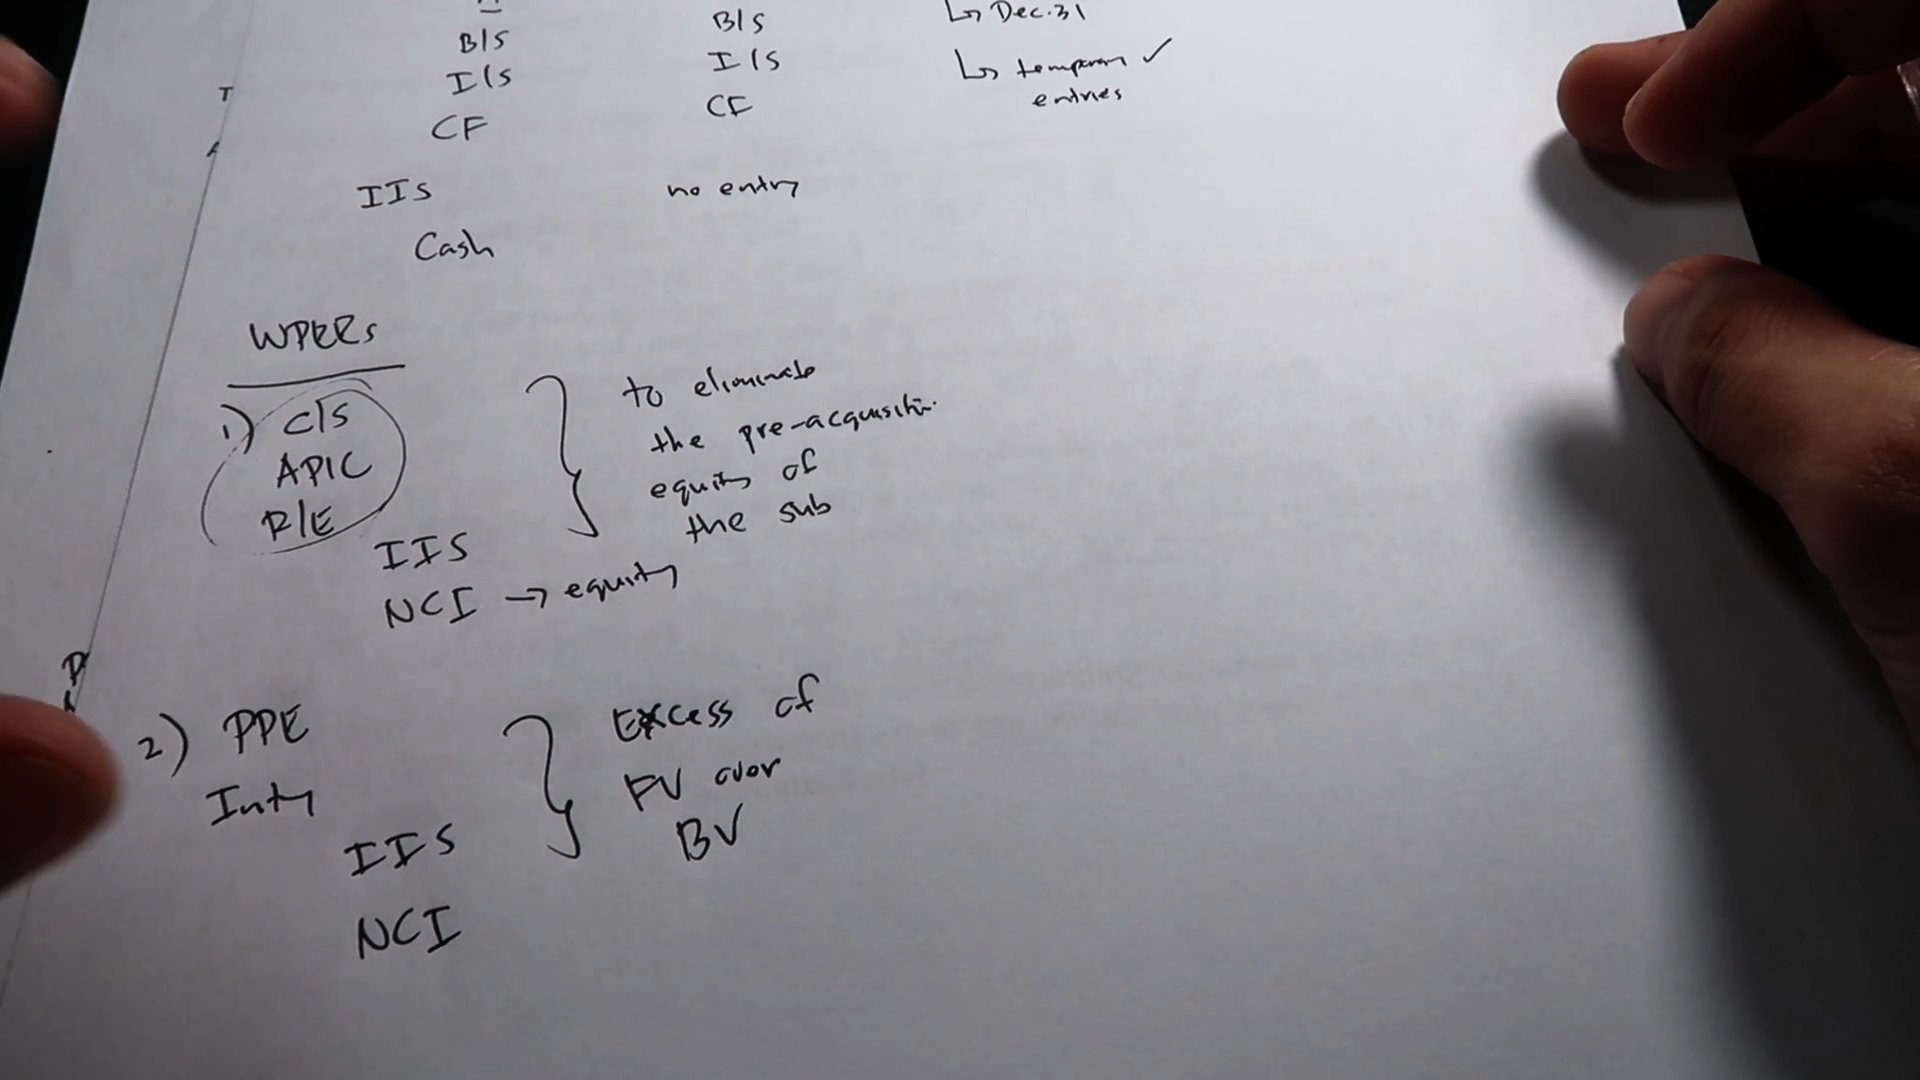 B/S B/S ↳ Dec. 31
I/S I/S ↳ temporary ✓
CF CF entries
IIS no entry
Cash
WPEEs
1) C/S
APIC
R/E
IIS
NCI → equity
to eliminate
the pre-acquisition
equity of
the sub
2) PPE
Inty
IIS
NCI
Excess of
FV over
BV